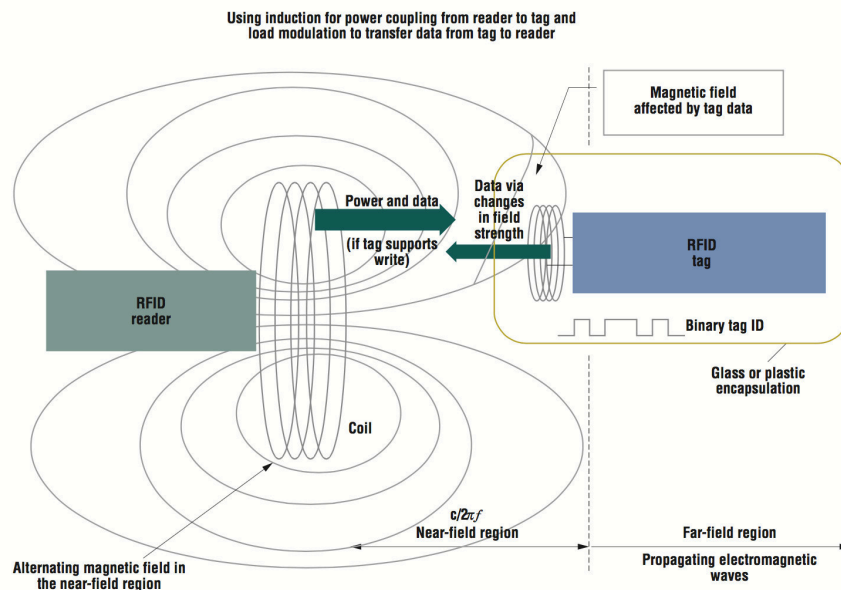 Using induction for power coupling from reader to tag and
load modulation to transfer data from tag to reader
Magnetic field
affected by tag data
Power and data
(if tag supports
write)
Data via
changes
in field
strength
RFID
tag
RFID
reader
Binary tag ID
Glass or plastic
encapsulation
Coil
c/2πf
Near-field region
Far-field region
Propagating electromagnetic
waves
Alternating magnetic field in
the near-field region